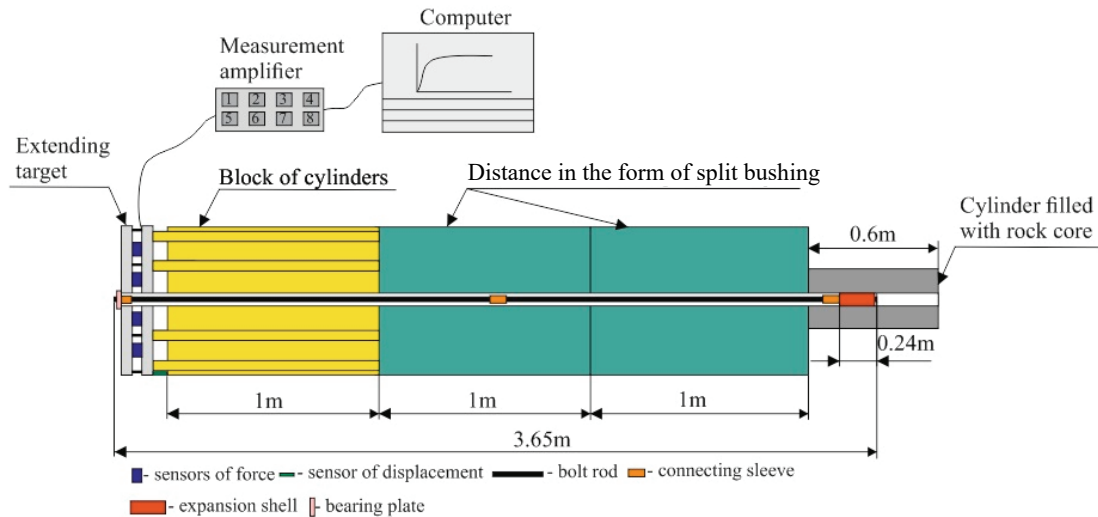 Computer
Measurement
amplifier
1 2 3 4
5 6 7 8
Extending
target
Block of cylinders
Distance in the form of split bushing
Cylinder filled
with rock core
0.6m
0.24m
1m
1m
1m
3.65m
- sensors of force
- sensor of displacement
- bolt rod
- connecting sleeve
- expansion shell
- bearing plate